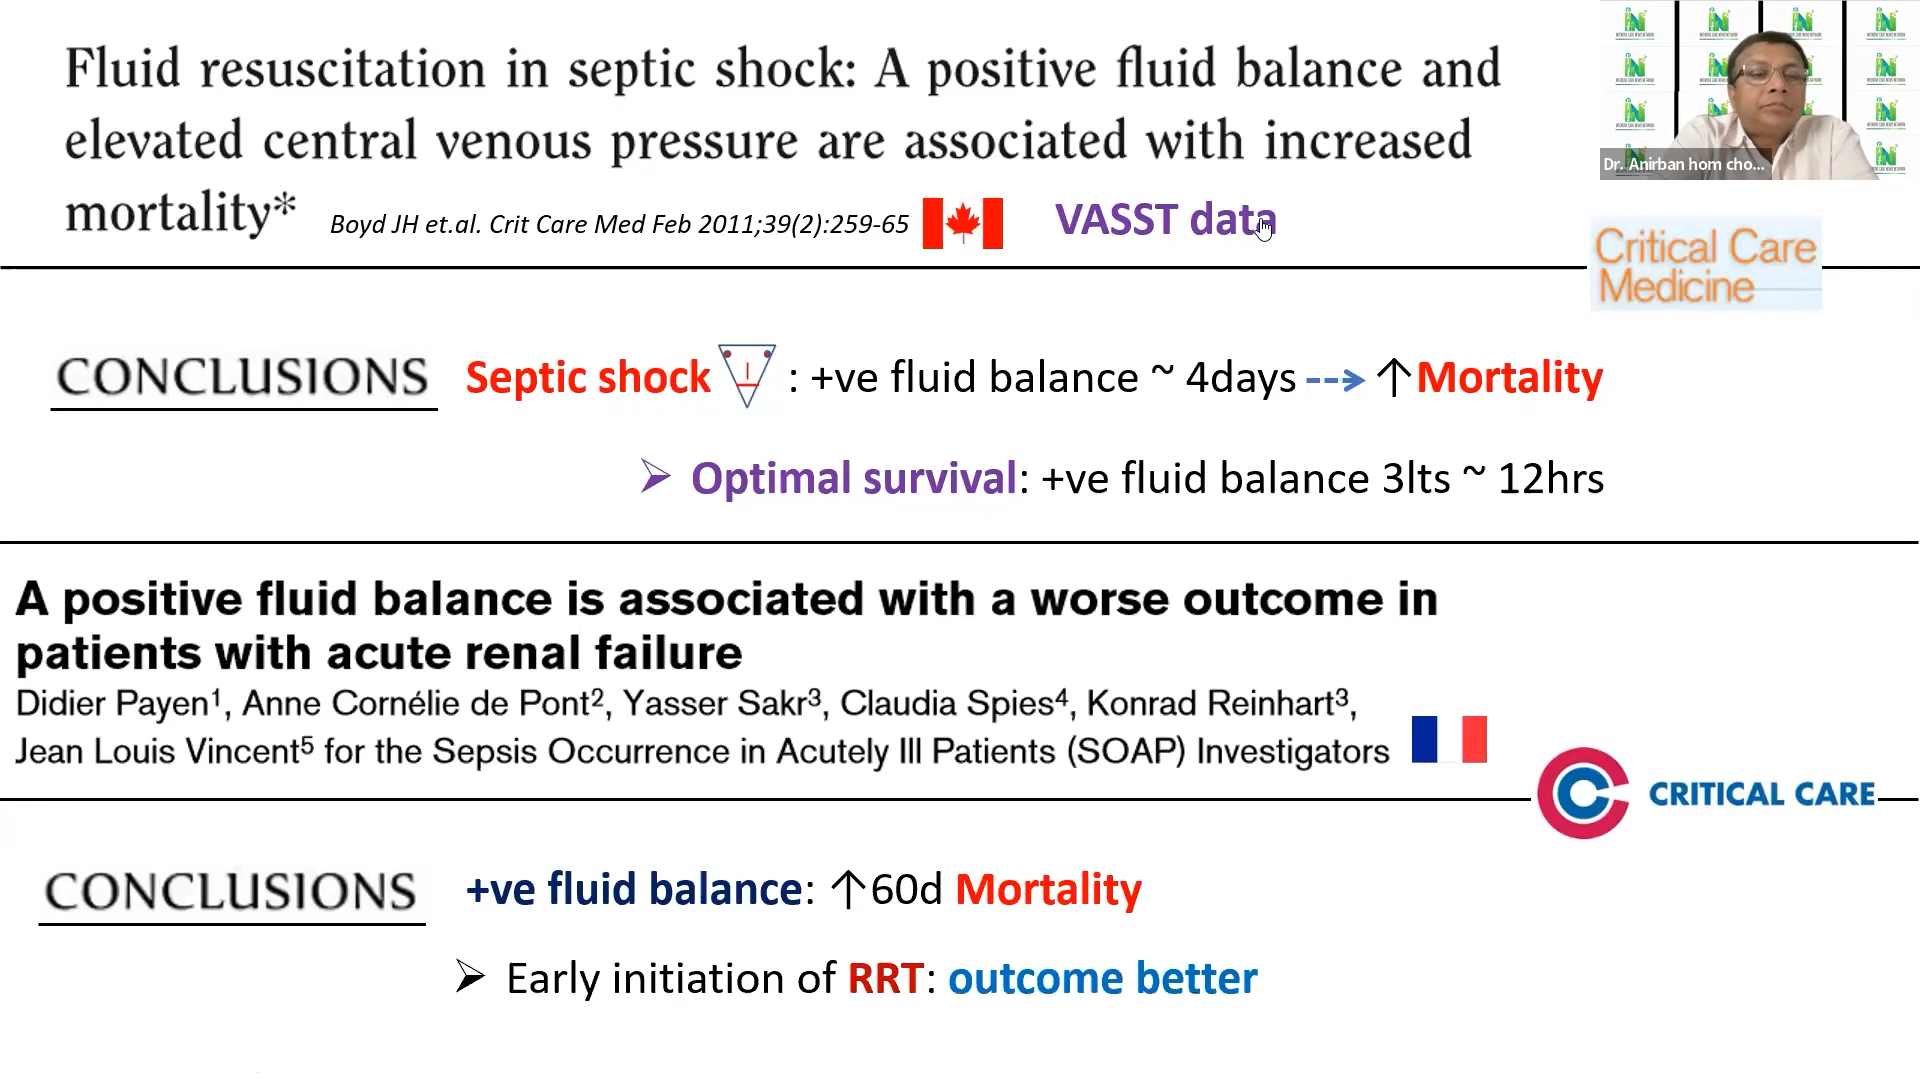 Fluid resuscitation in septic shock: A positive fluid balance and
elevated central venous pressure are associated with increased
mortality* Boyd JH et.al. Crit Care Med Feb 2011;39(2):259-65 VASST data
Dr. Anirban hom cho...
Critical Care
Medicine
CONCLUSIONS Septic shock : +ve fluid balance ~ 4days --> ↑Mortality
➢ Optimal survival: +ve fluid balance 3lts ~ 12hrs
A positive fluid balance is associated with a worse outcome in
patients with acute renal failure
Didier Payen1, Anne Cornélie de Pont2, Yasser Sakr3, Claudia Spies4, Konrad Reinhart3,
Jean Louis Vincent5 for the Sepsis Occurrence in Acutely Ill Patients (SOAP) Investigators
CRITICAL CARE
CONCLUSIONS +ve fluid balance: ↑60d Mortality
➢ Early initiation of RRT: outcome better